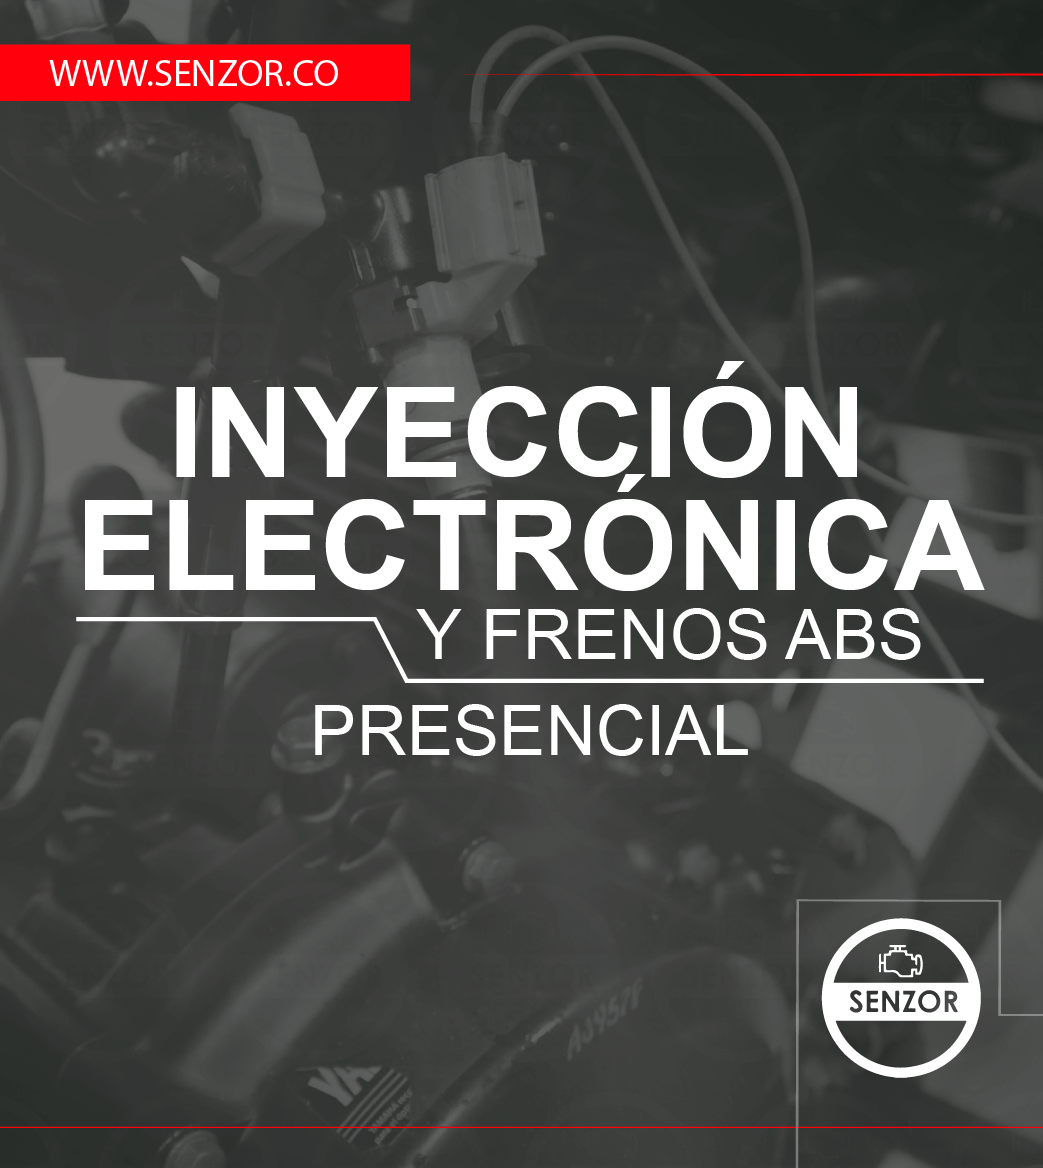 WWW.SENZOR.CO
INYECCIÓN
ELECTRÓNICA
Y FRENOS ABS
PRESENCIAL
SENZOR